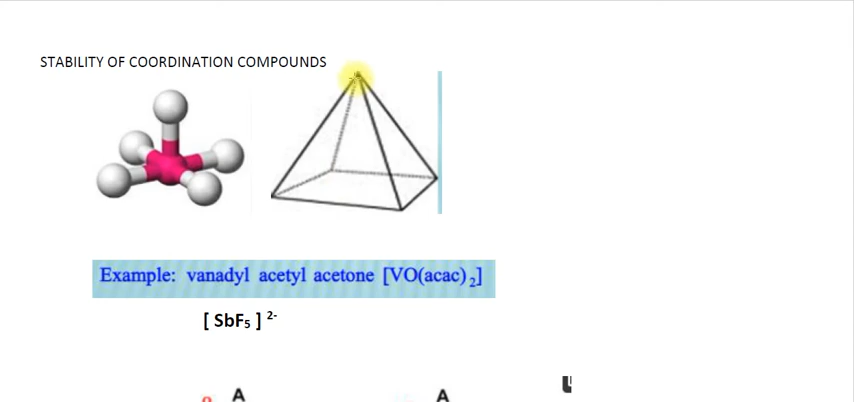 STABILITY OF COORDINATION COMPOUNDS
Example: vanadyl acetyl acetone [VO(acac)₂]
[ SbF₅ ] ²⁻
A A